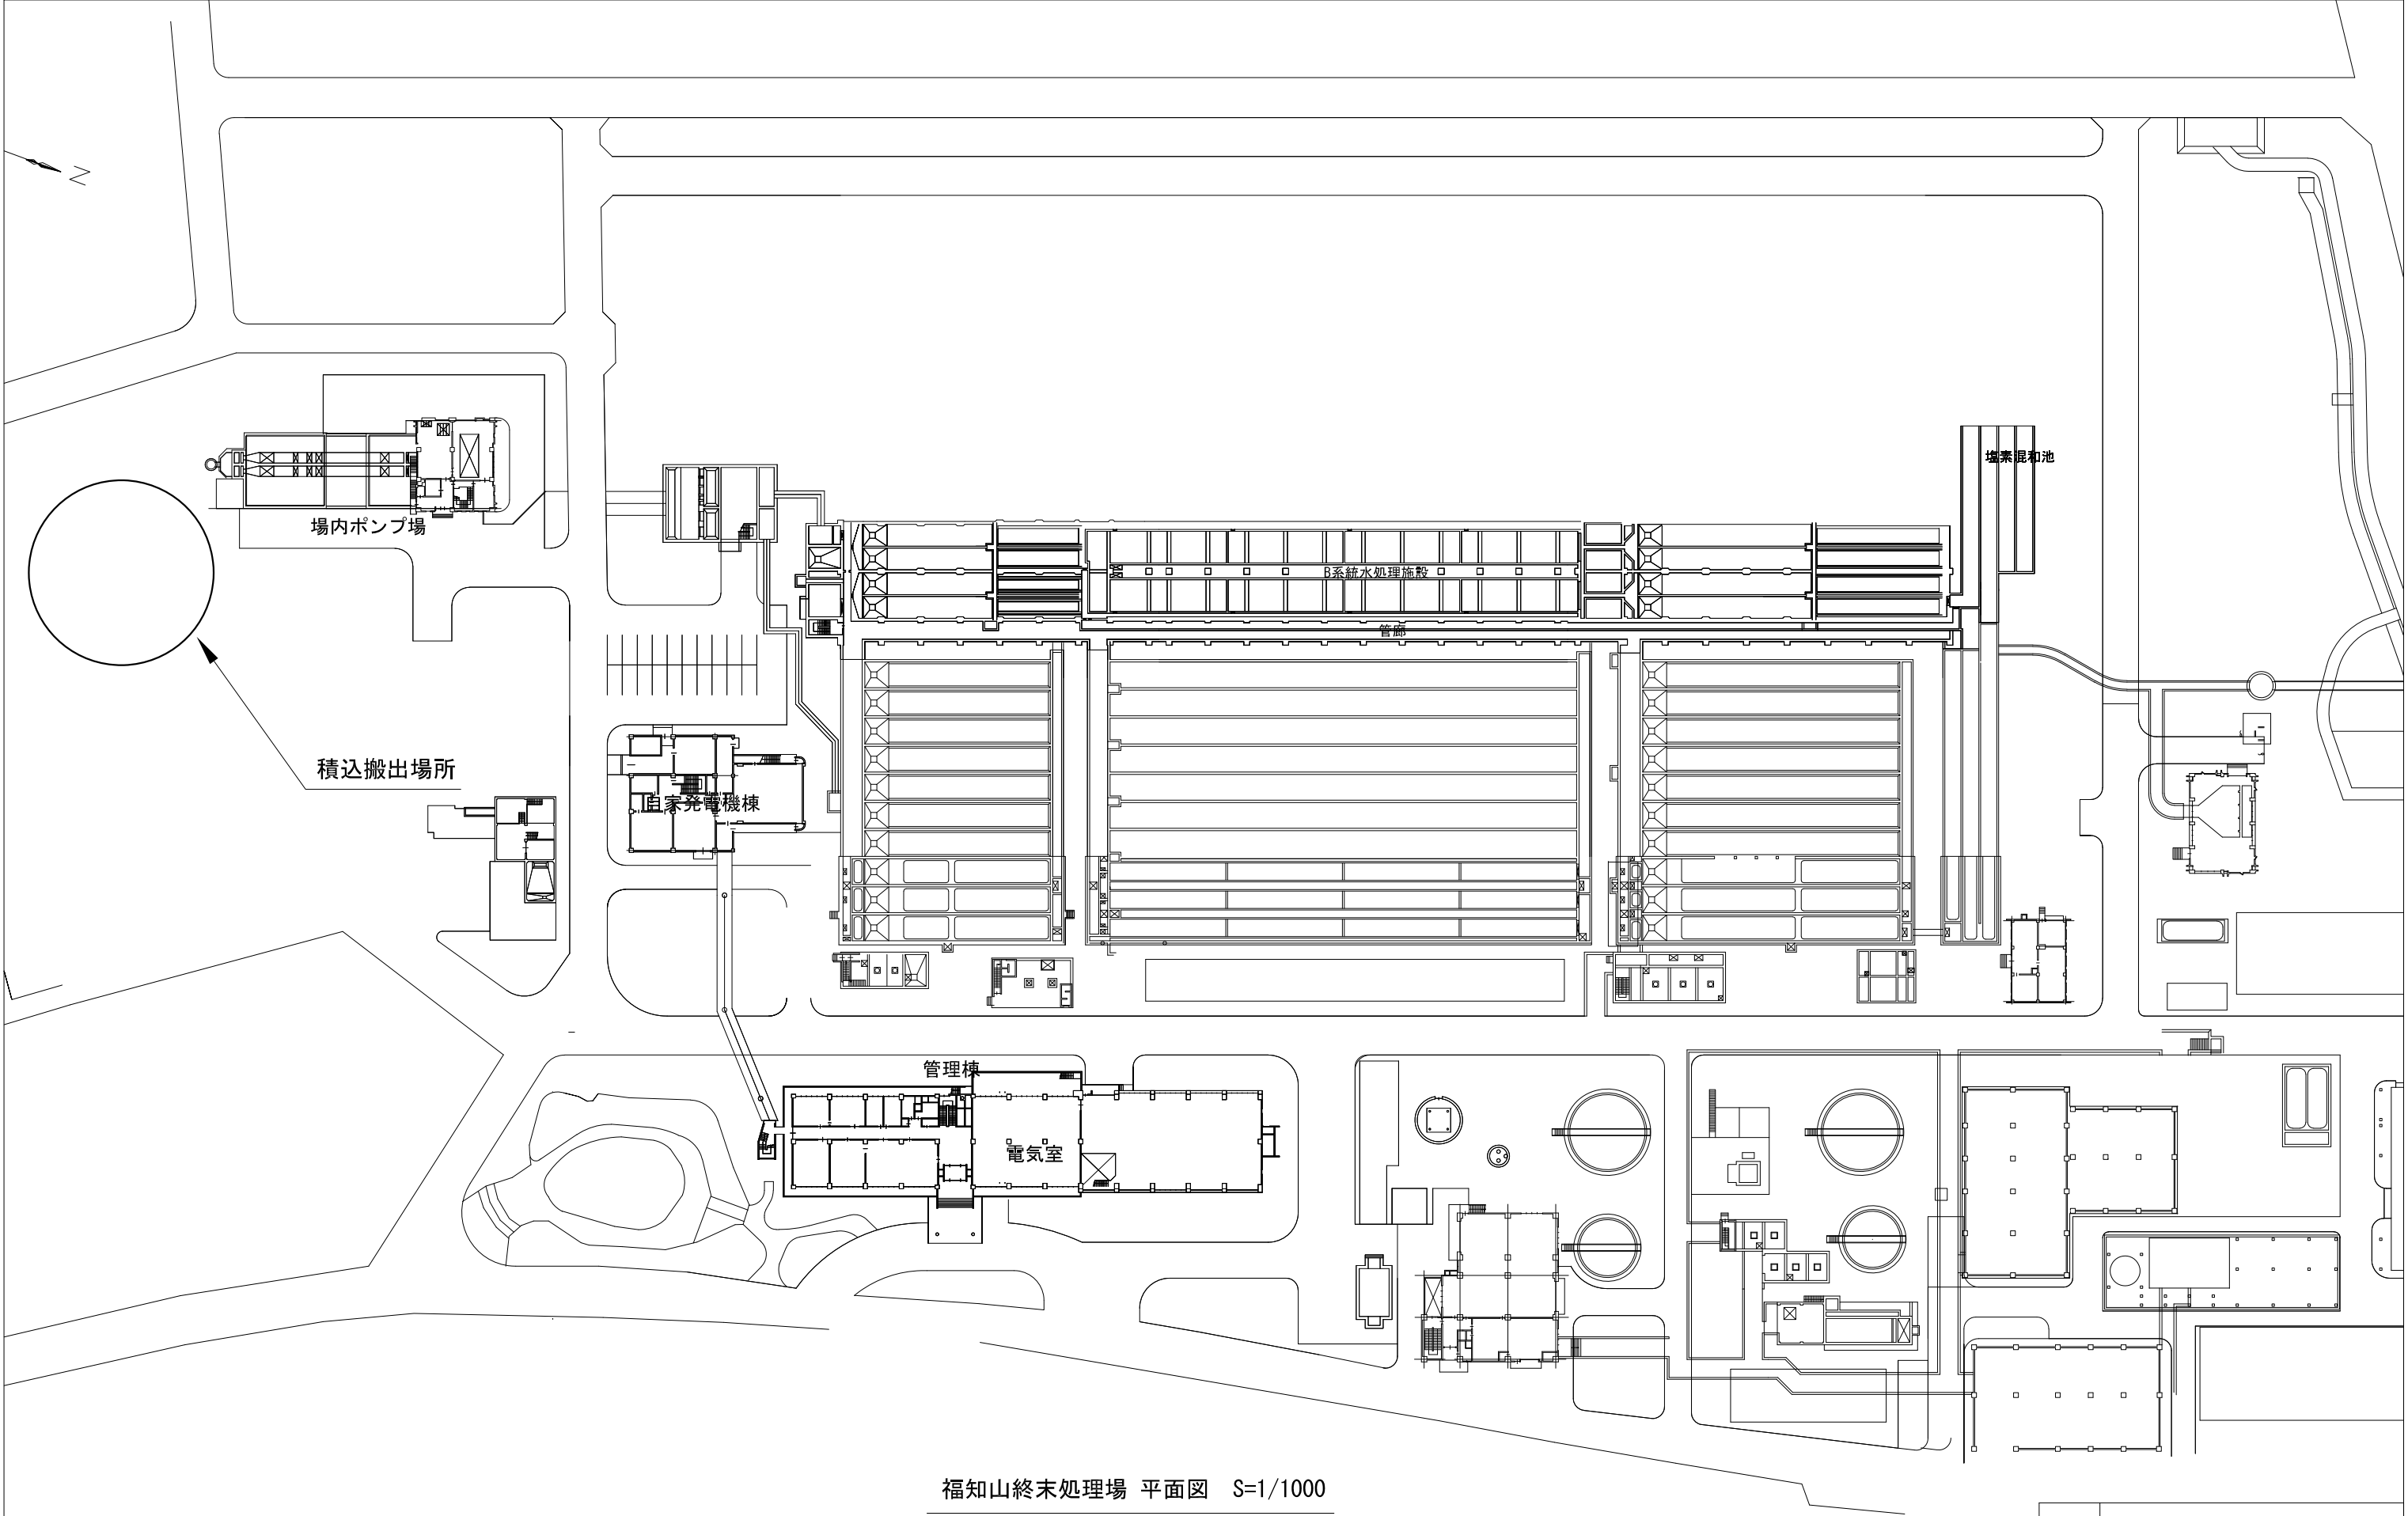 N
塩素混和池
場内ポンプ場
B系統水処理施設
管廊
積込搬出場所
自家発電機棟
管理棟
電気室
福知山終末処理場 平面図 S=1/1000